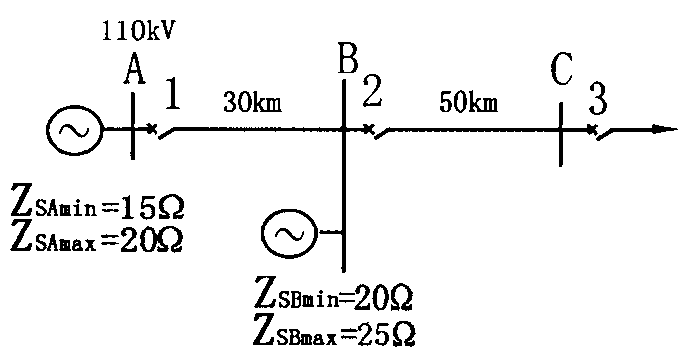 110kV
A
1
30km
B
2
50km
C
3
ZSAmin=15Ω
ZSAmax=20Ω
ZSBmin=20Ω
ZSBmax=25Ω